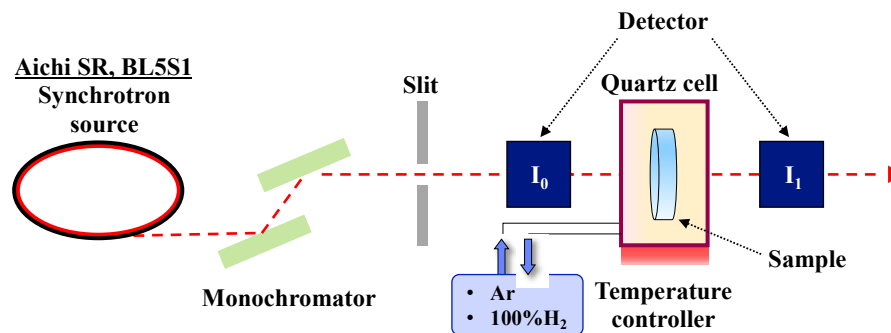 Aichi SR, BL5S1
Synchrotron
source
Monochromator
Slit
Detector
Quartz cell
I₀
I₁
Sample
Temperature
controller
• Ar
• 100%H₂